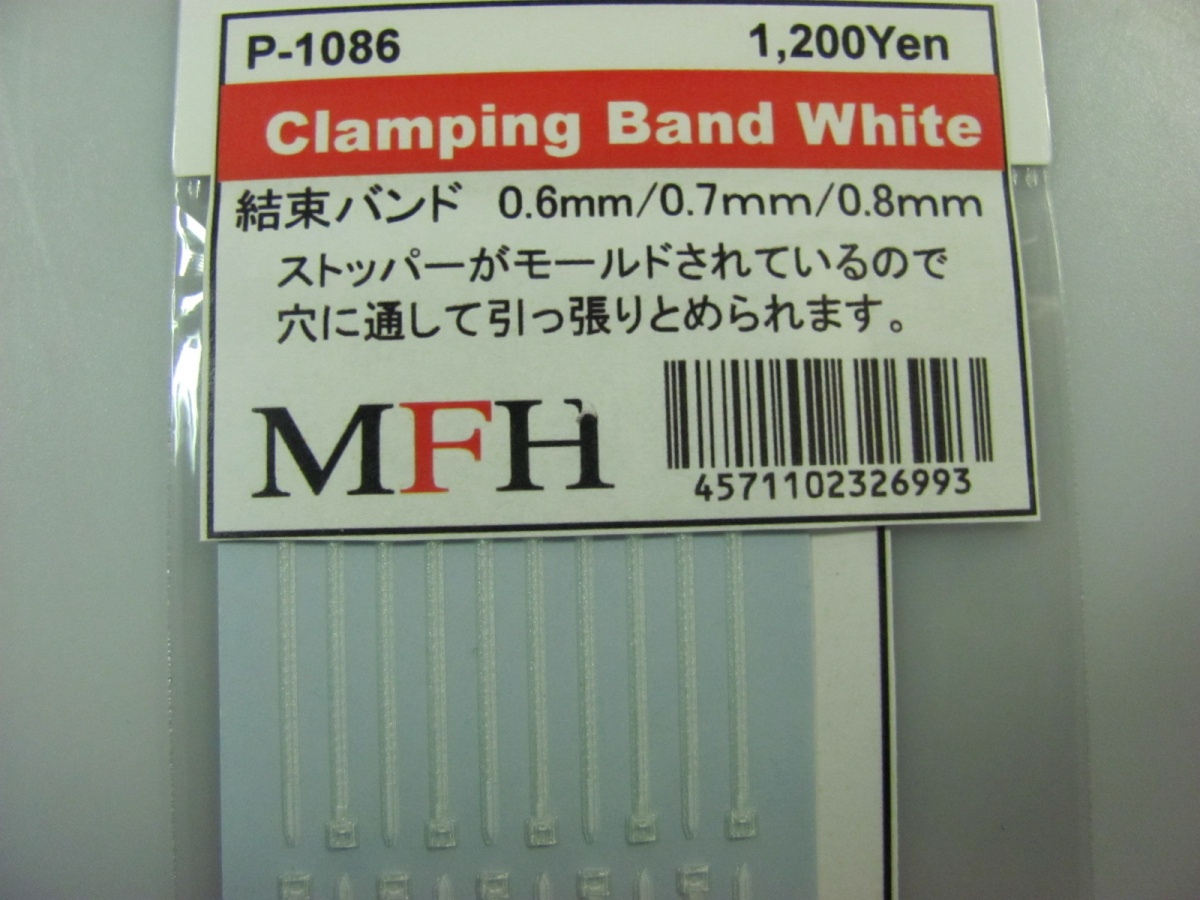 P-1086 1,200Yen
Clamping Band White
結束バンド 0.6mm/0.7mm/0.8mm
ストッパーがモールドされているので
穴に通して引っ張りとめられます。
MFH
4571102326993